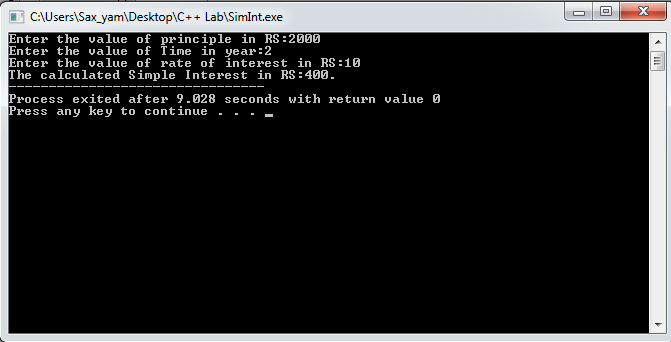 C:\Users\Sax_yam\Desktop\C++ Lab\SimInt.exe
Enter the value of principle in RS:2000
Enter the value of Time in year:2
Enter the value of rate of interest in RS:10
The calculated Simple Interest in RS:400.
--------------------------------
Process exited after 9.028 seconds with return value 0
Press any key to continue . . . _